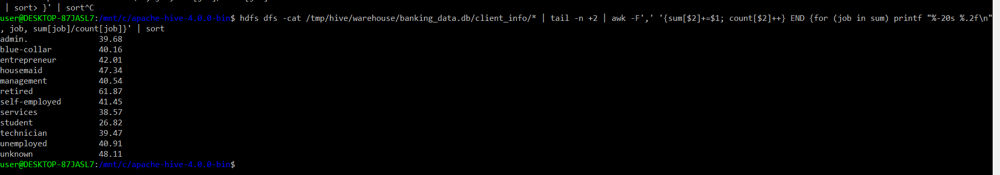 | sort> }' | sort^C
user@DESKTOP-87JASL7:/mnt/c/apache-hive-4.0.0-bin$ hdfs dfs -cat /tmp/hive/warehouse/banking_data.db/client_info/* | tail -n +2 | awk -F',' '{sum[$2]+=$1; count[$2]++} END {for (job in sum) printf "%-20s %.2f\n"
, job, sum[job]/count[job]}' | sort
admin.               39.68
blue-collar          40.16
entrepreneur         42.01
housemaid            47.34
management           40.54
retired              61.87
self-employed        41.45
services             38.57
student              26.82
technician           39.47
unemployed           40.91
unknown              48.11
user@DESKTOP-87JASL7:/mnt/c/apache-hive-4.0.0-bin$